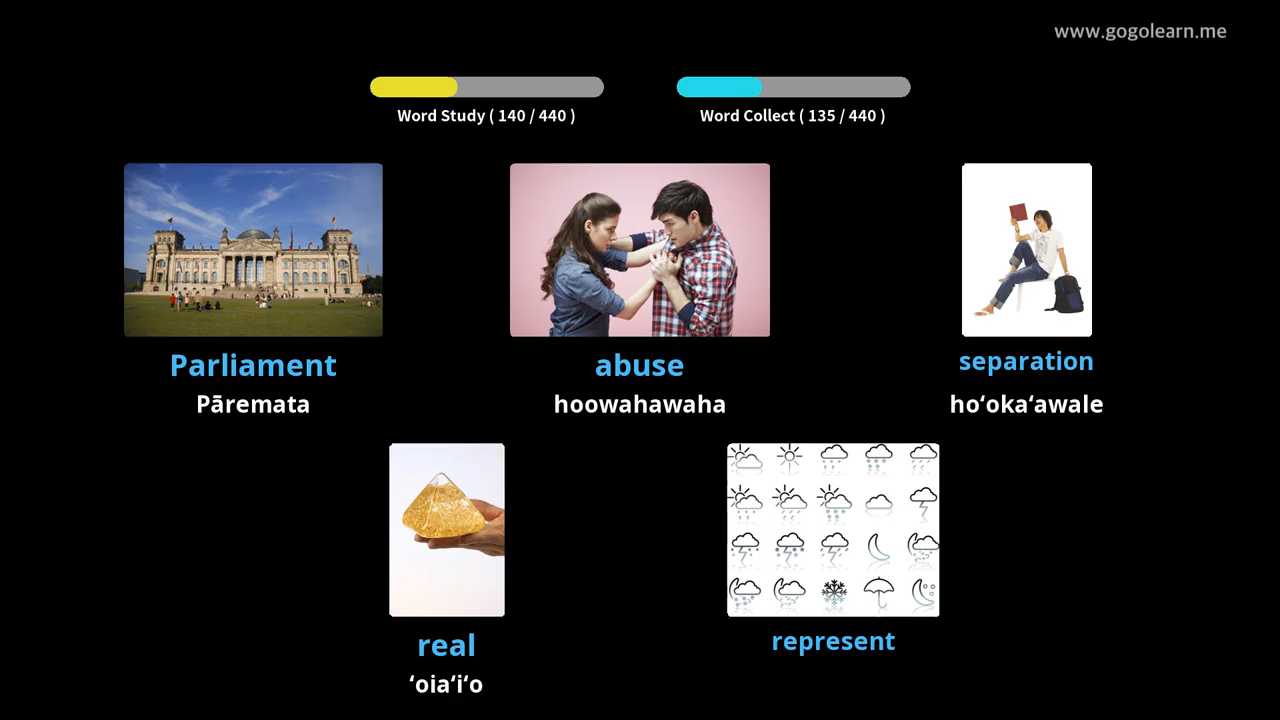 www.gogolearn.me
Word Study ( 140 / 440 )
Word Collect ( 135 / 440 )
Parliament
Pāremata
abuse
hoowahawaha
separation
hoʻokaʻawale
real
ʻoiaʻiʻo
represent